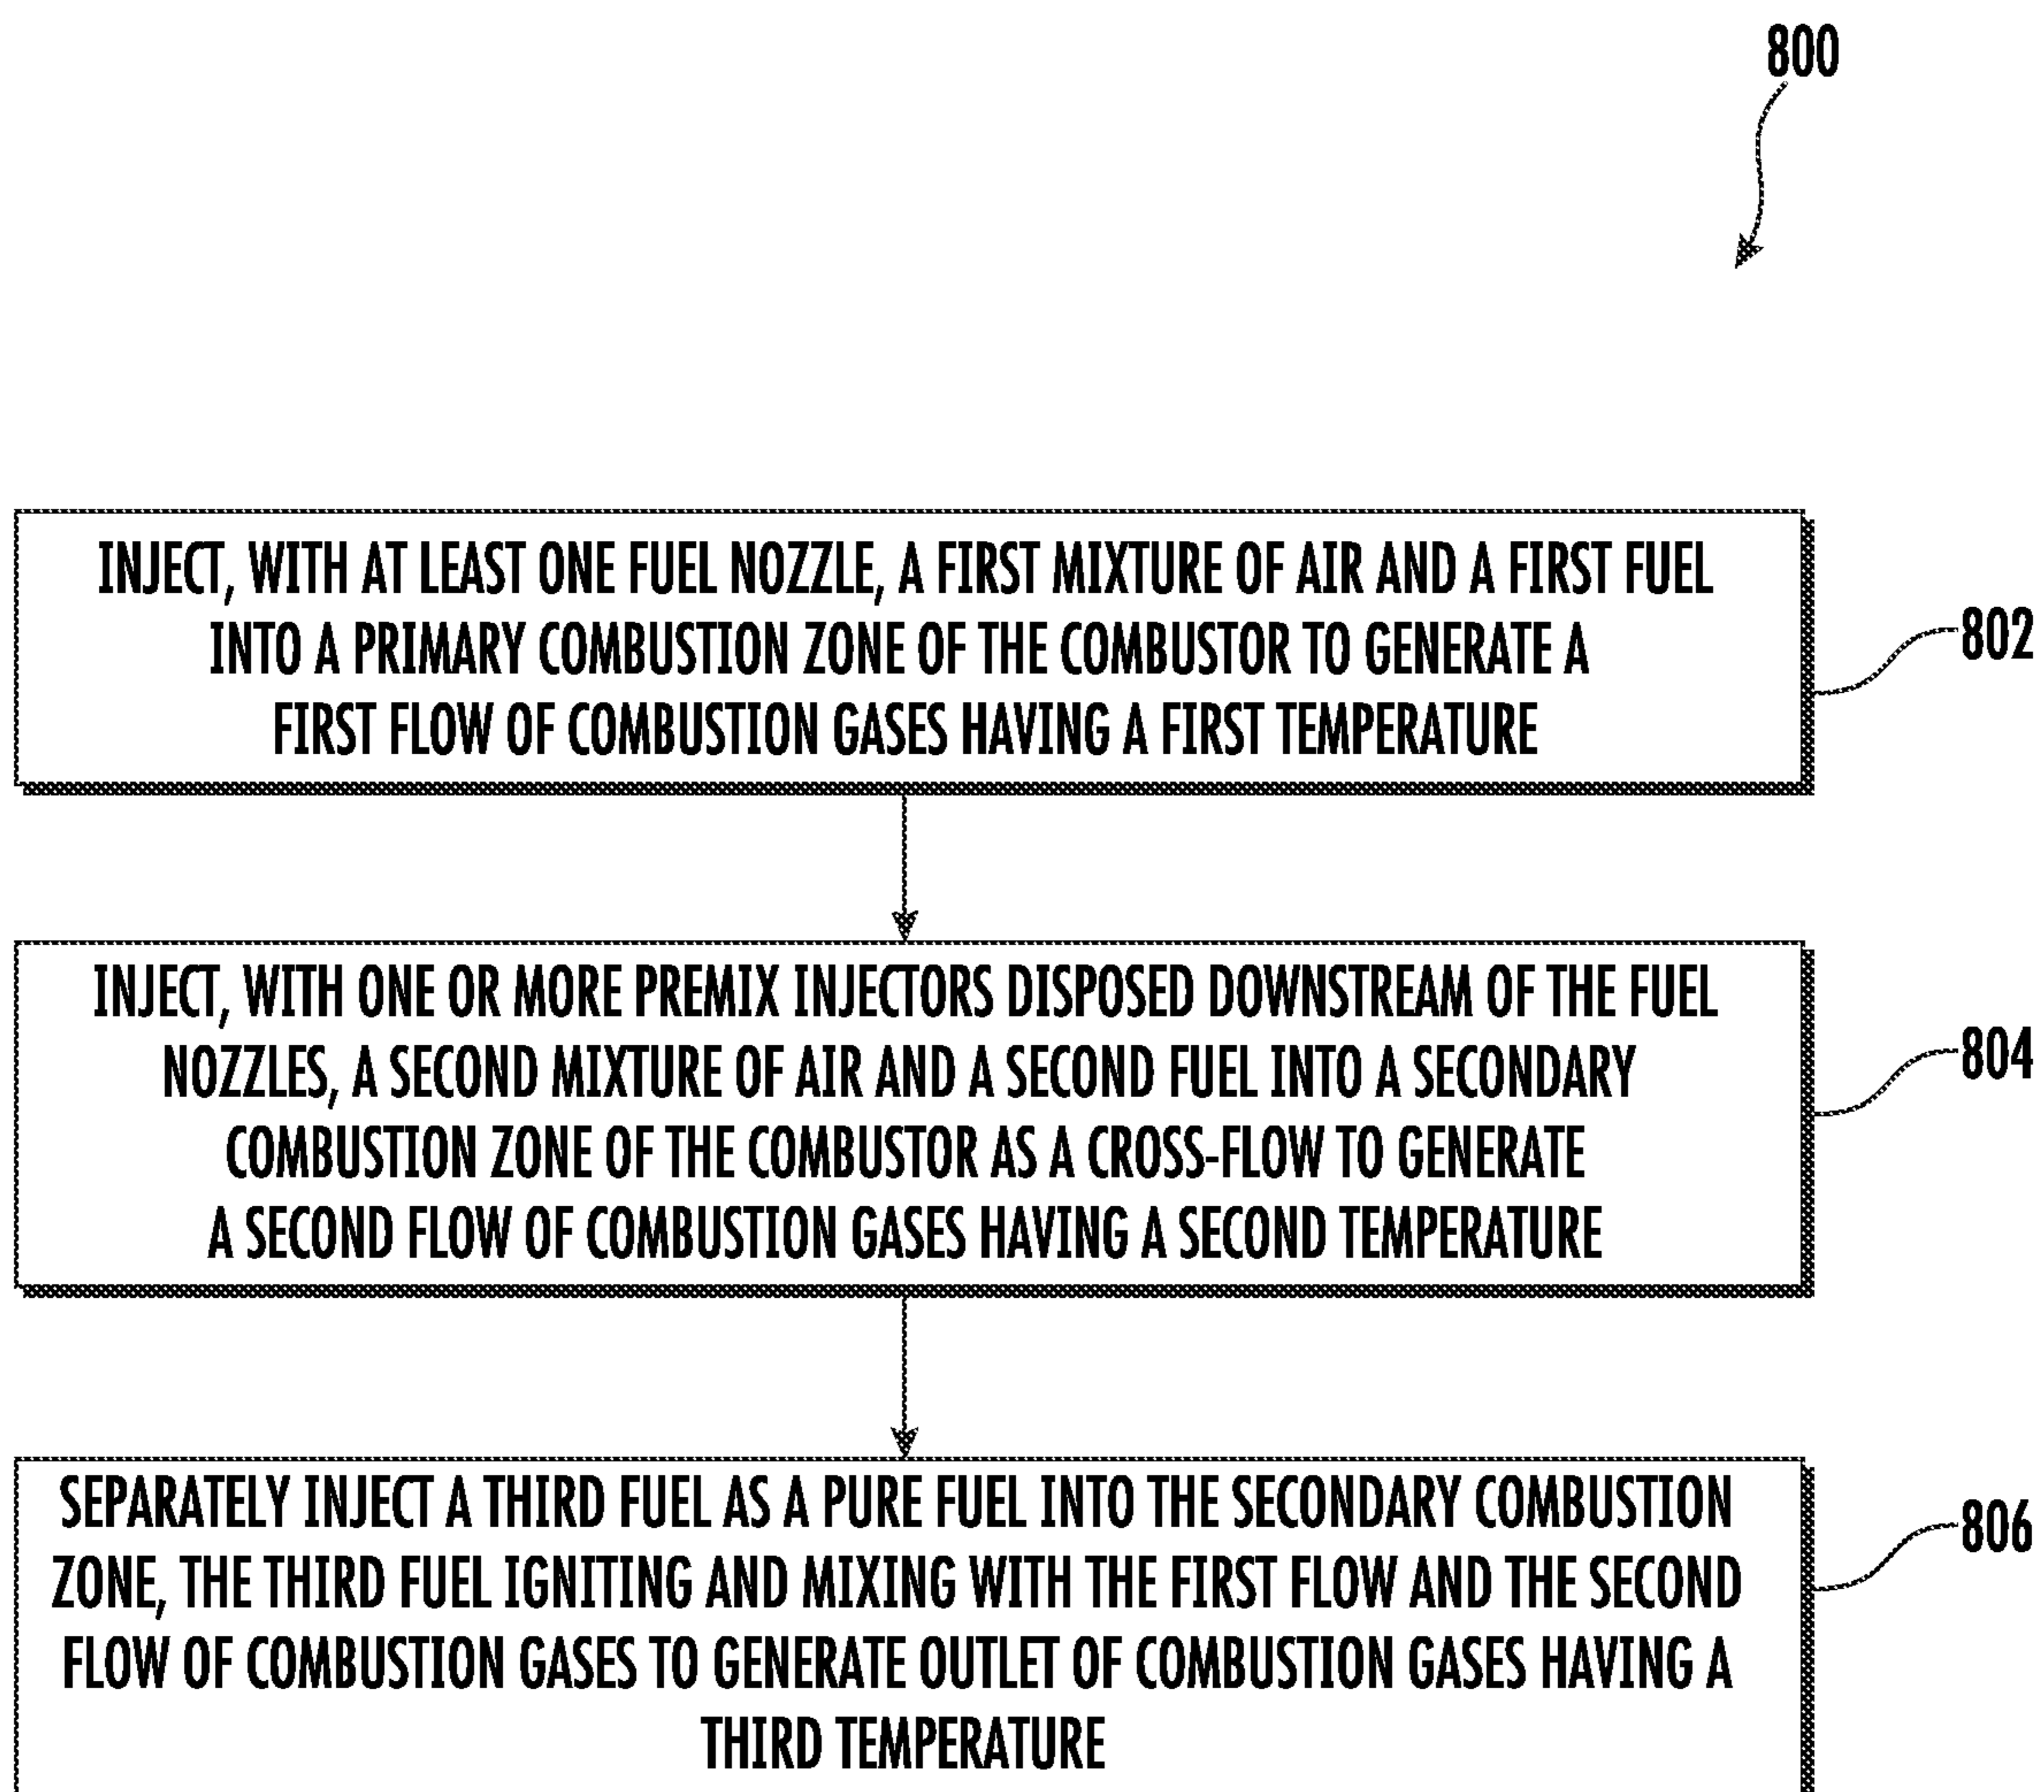 800
INJECT, WITH AT LEAST ONE FUEL NOZZLE, A FIRST MIXTURE OF AIR AND A FIRST FUEL
INTO A PRIMARY COMBUSTION ZONE OF THE COMBUSTOR TO GENERATE A
FIRST FLOW OF COMBUSTION GASES HAVING A FIRST TEMPERATURE
802
INJECT, WITH ONE OR MORE PREMIX INJECTORS DISPOSED DOWNSTREAM OF THE FUEL
NOZZLES, A SECOND MIXTURE OF AIR AND A SECOND FUEL INTO A SECONDARY
COMBUSTION ZONE OF THE COMBUSTOR AS A CROSS-FLOW TO GENERATE
A SECOND FLOW OF COMBUSTION GASES HAVING A SECOND TEMPERATURE
804
SEPARATELY INJECT A THIRD FUEL AS A PURE FUEL INTO THE SECONDARY COMBUSTION
ZONE, THE THIRD FUEL IGNITING AND MIXING WITH THE FIRST FLOW AND THE SECOND
FLOW OF COMBUSTION GASES TO GENERATE OUTLET OF COMBUSTION GASES HAVING A
THIRD TEMPERATURE
806